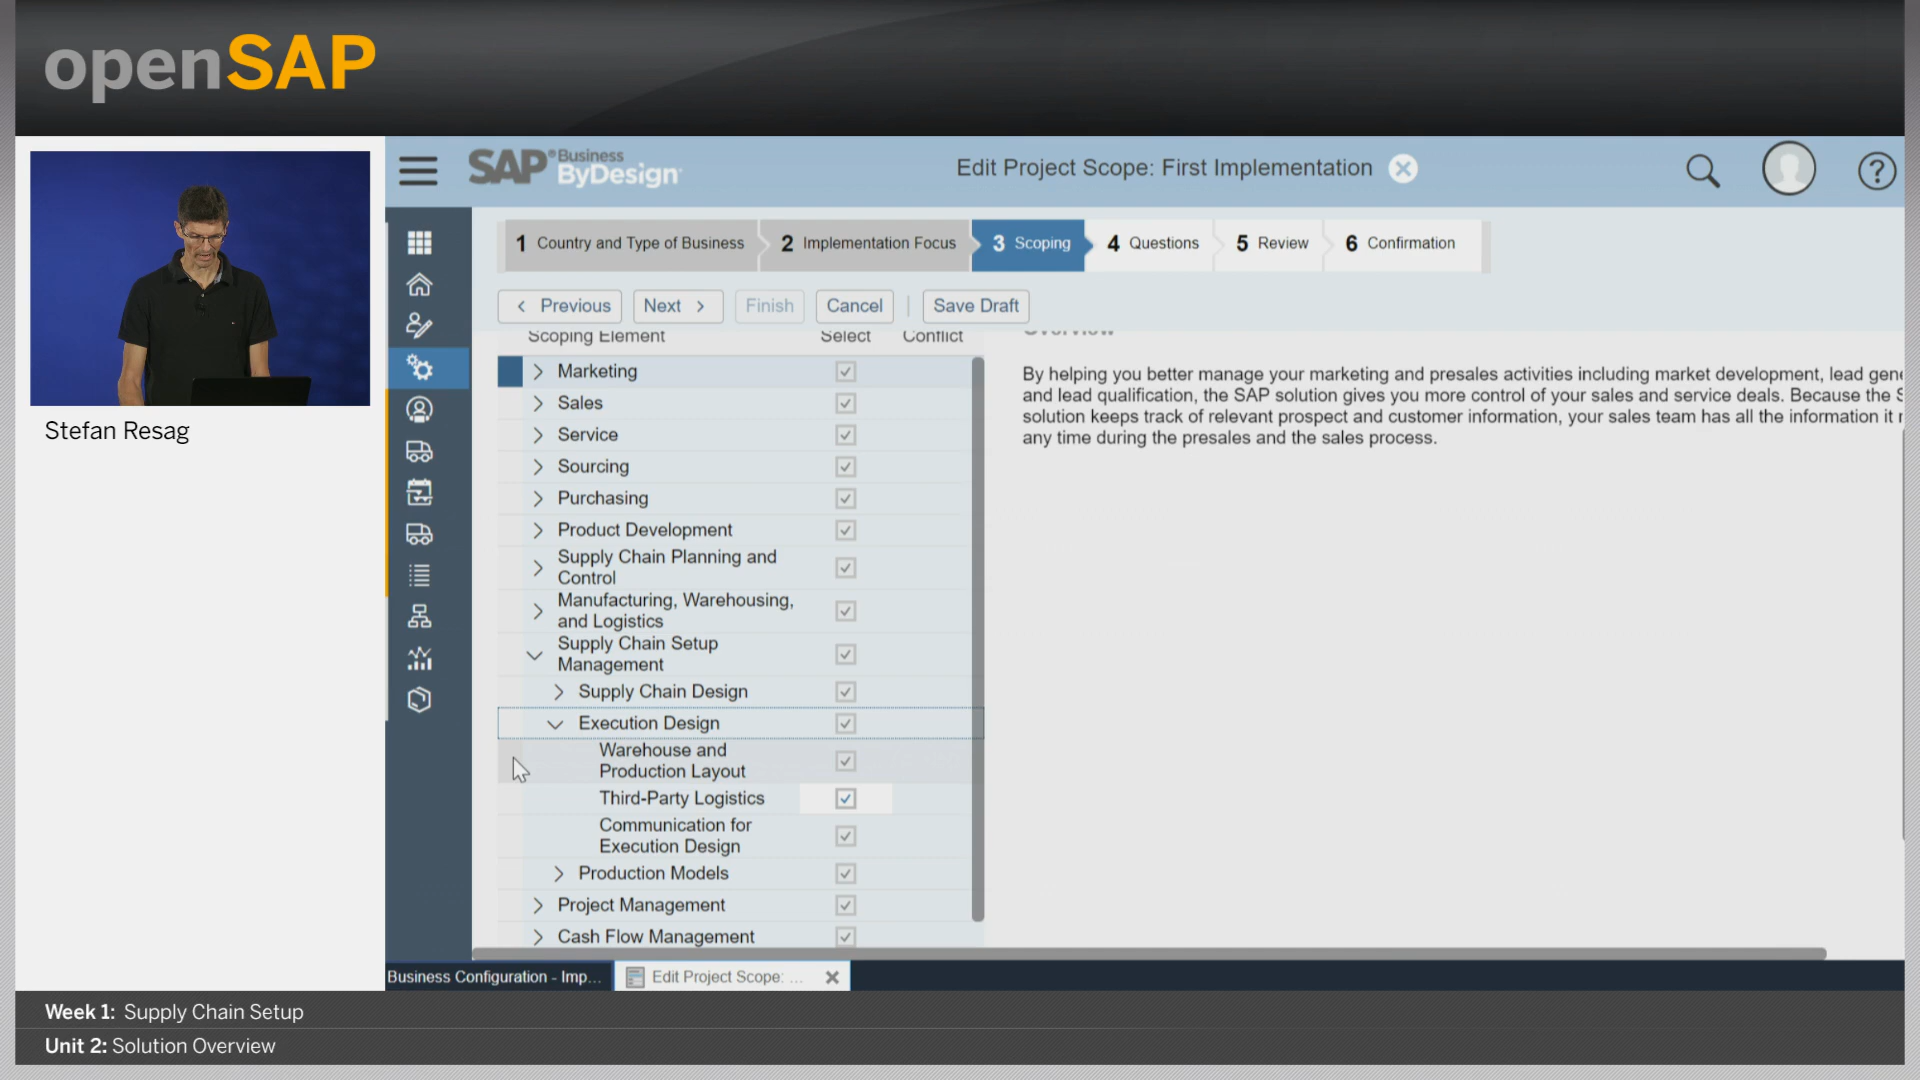 openSAP
SAP® Business ByDesign
Edit Project Scope: First Implementation
1 Country and Type of Business
2 Implementation Focus
3 Scoping
4 Questions
5 Review
6 Confirmation
Previous
Next
Finish
Cancel
Save Draft
Scoping Element
Select
Conflict
Overview
Marketing
Sales
Service
Sourcing
Purchasing
Product Development
Supply Chain Planning and
Control
Manufacturing, Warehousing,
and Logistics
Supply Chain Setup
Management
Supply Chain Design
Execution Design
Warehouse and
Production Layout
Third-Party Logistics
Communication for
Execution Design
Production Models
Project Management
Cash Flow Management
By helping you better manage your marketing and presales activities including market development, lead gene
and lead qualification, the SAP solution gives you more control of your sales and service deals. Because the S
solution keeps track of relevant prospect and customer information, your sales team has all the information it
any time during the presales and the sales process.
Business Configuration - Imp...
Edit Project Scope: ...
Stefan Resag
Week 1: Supply Chain Setup
Unit 2: Solution Overview